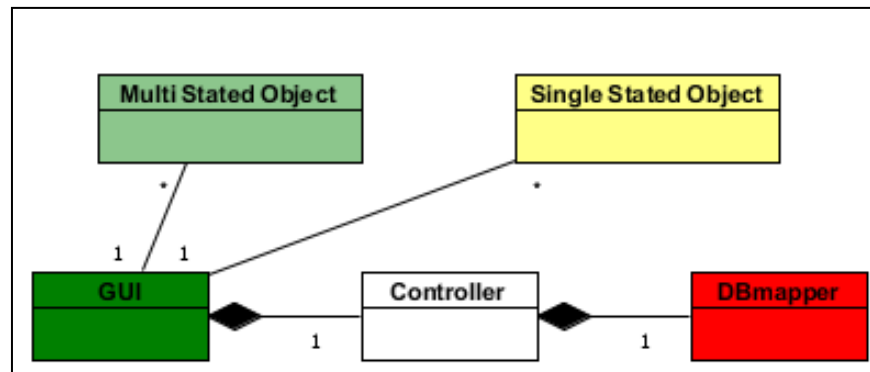 Multi Stated Object
Single Stated Object
* *
1 1
GUI
Controller
DBmapper
1 1